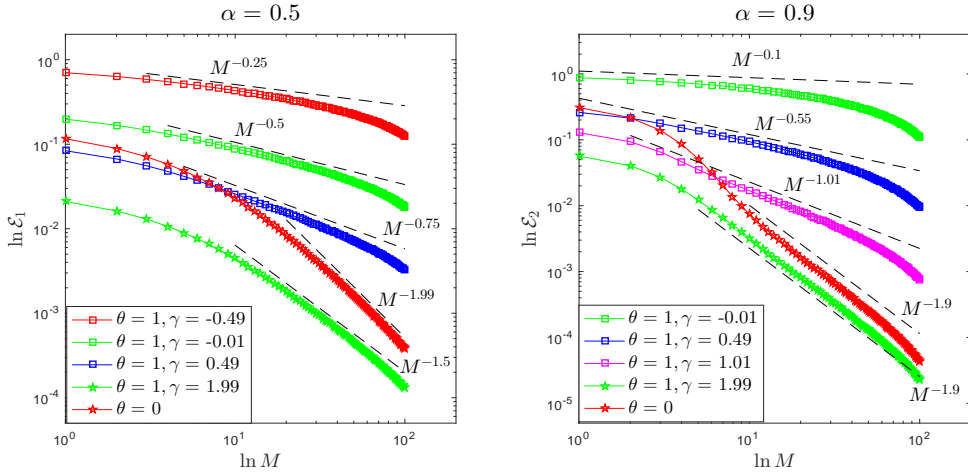 α = 0.5
10^0
10^-1
10^-2
10^-3
10^-4
ln ℰ_1
M^-0.25
M^-0.5
M^-0.75
M^-1.99
M^-1.5
θ = 1, γ = -0.49
θ = 1, γ = -0.01
θ = 1, γ = 0.49
θ = 1, γ = 1.99
θ = 0
10^0
10^1
10^2
ln M
α = 0.9
10^0
10^-1
10^-2
10^-3
10^-4
10^-5
ln ℰ_2
M^-0.1
M^-0.55
M^-1.01
M^-1.9
M^-1.9
θ = 1, γ = -0.01
θ = 1, γ = 0.49
θ = 1, γ = 1.01
θ = 1, γ = 1.99
θ = 0
10^0
10^1
10^2
ln M